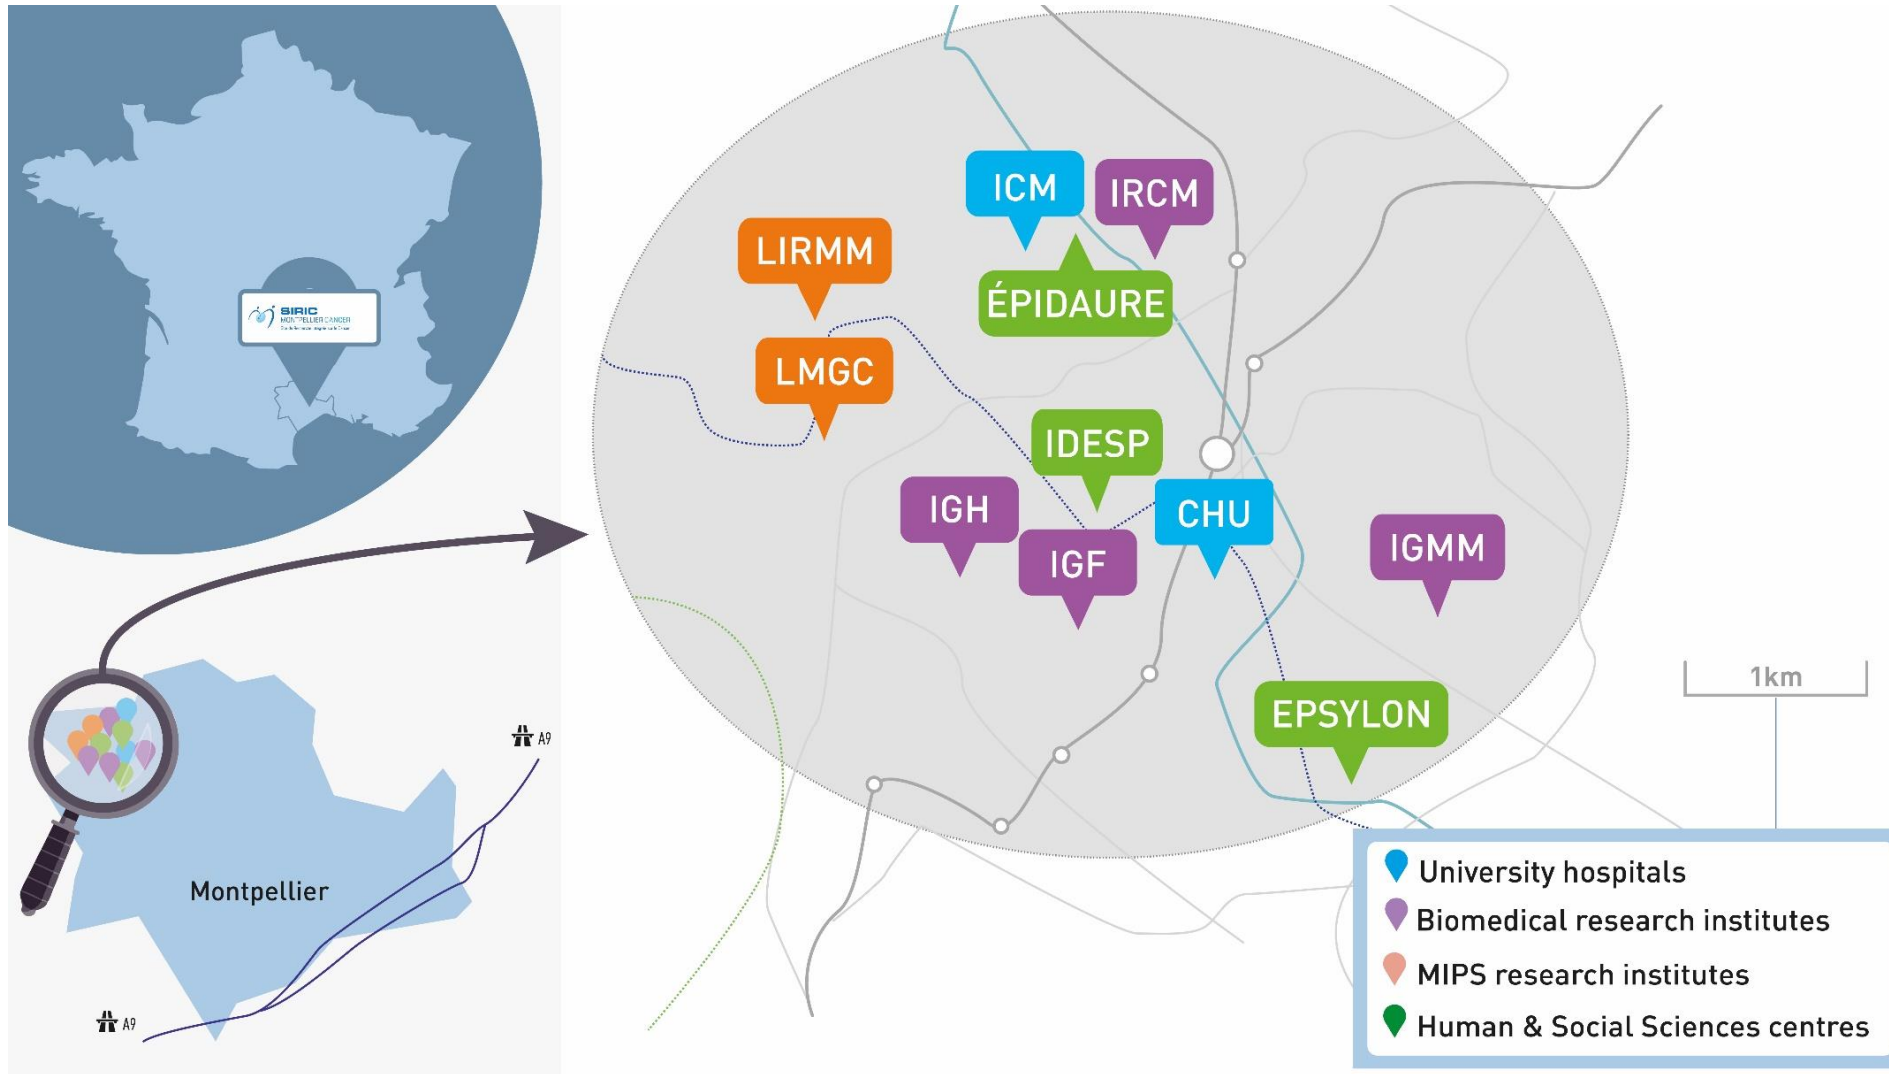 SIRIC
MONTPELLIER CANCER
A9
Montpellier
A9
ICM
IRCM
LIRMM
ÉPIDAURE
LMGC
IDESP
IGH
CHU
IGF
IGMM
EPSYLON
1km
University hospitals
Biomedical research institutes
MIPS research institutes
Human & Social Sciences centres